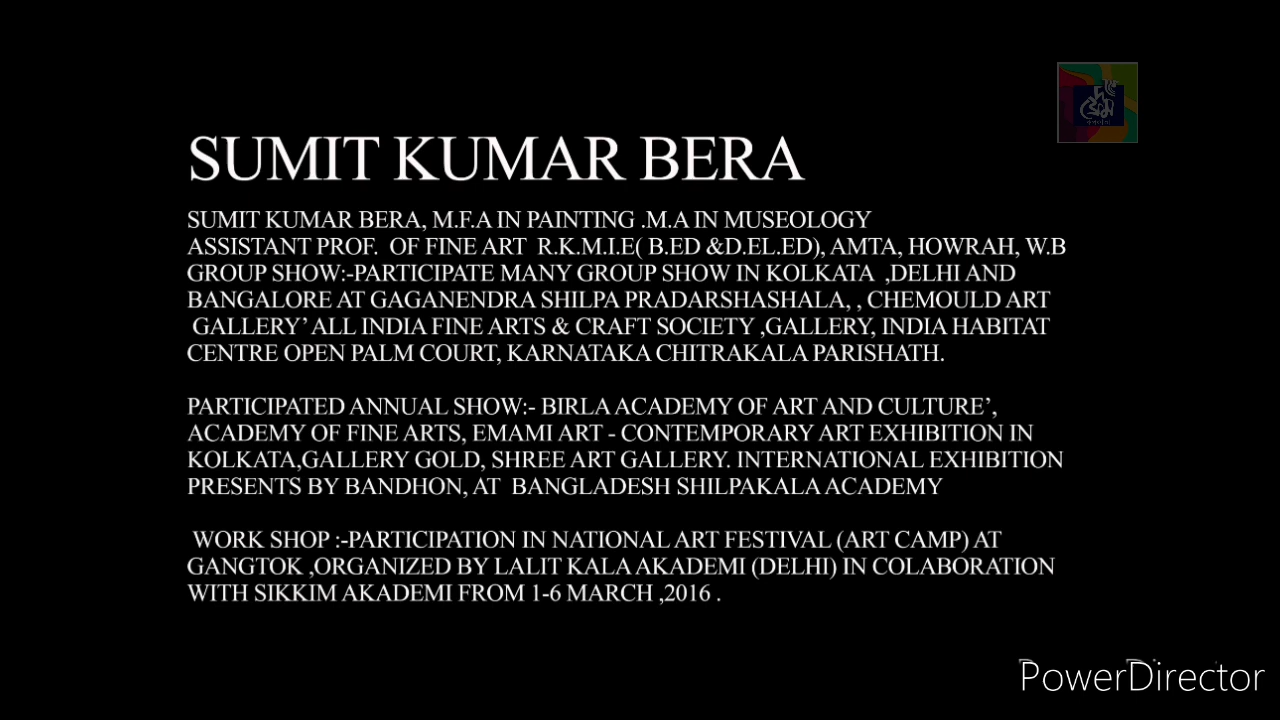 SUMIT KUMAR BERA
SUMIT KUMAR BERA, M.F.A IN PAINTING .M.A IN MUSEOLOGY
ASSISTANT PROF. OF FINE ART R.K.M.I.E( B.ED &D.EL.ED), AMTA, HOWRAH, W.B
GROUP SHOW:-PARTICIPATE MANY GROUP SHOW IN KOLKATA ,DELHI AND
BANGALORE AT GAGANENDRA SHILPA PRADARSHASHALA, , CHEMOULD ART
GALLERY’ ALL INDIA FINE ARTS & CRAFT SOCIETY ,GALLERY, INDIA HABITAT
CENTRE OPEN PALM COURT, KARNATAKA CHITRAKALA PARISHATH.
PARTICIPATED ANNUAL SHOW:- BIRLA ACADEMY OF ART AND CULTURE’,
ACADEMY OF FINE ARTS, EMAMI ART - CONTEMPORARY ART EXHIBITION IN
KOLKATA,GALLERY GOLD, SHREE ART GALLERY. INTERNATIONAL EXHIBITION
PRESENTS BY BANDHON, AT BANGLADESH SHILPAKALA ACADEMY
WORK SHOP :-PARTICIPATION IN NATIONAL ART FESTIVAL (ART CAMP) AT
GANGTOK ,ORGANIZED BY LALIT KALA AKADEMI (DELHI) IN COLABORATION
WITH SIKKIM AKADEMI FROM 1-6 MARCH ,2016 .
PowerDirector